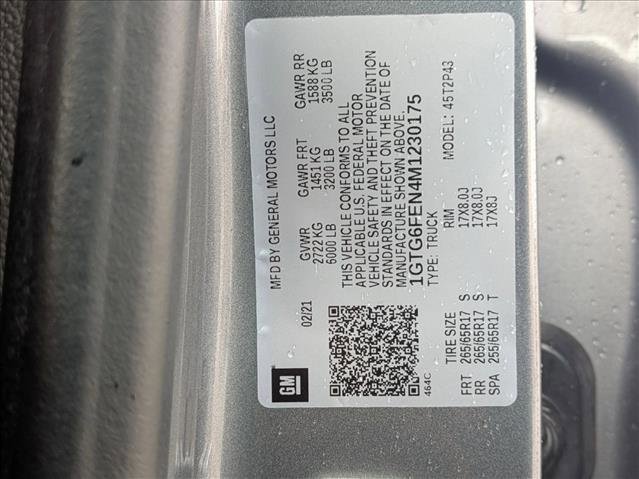 MFD BY GENERAL MOTORS LLC
02/21
GVWR GAWR FRT GAWR RR
2722 KG 1451 KG 1588 KG
6000 LB 3200 LB 3500 LB
THIS VEHICLE CONFORMS TO ALL
APPLICABLE U.S. FEDERAL MOTOR
VEHICLE SAFETY AND THEFT PREVENTION
STANDARDS IN EFFECT ON THE DATE OF
MANUFACTURE SHOWN ABOVE.
1GTG6FEN4M1230175
TYPE: TRUCK MODEL: 45T2P43
464C
GM
TIRE SIZE RIM
FRT 265/65R17 S 17X8.0J
RR 265/65R17 S 17X8.0J
SPA 255/65R17 T 17X8J